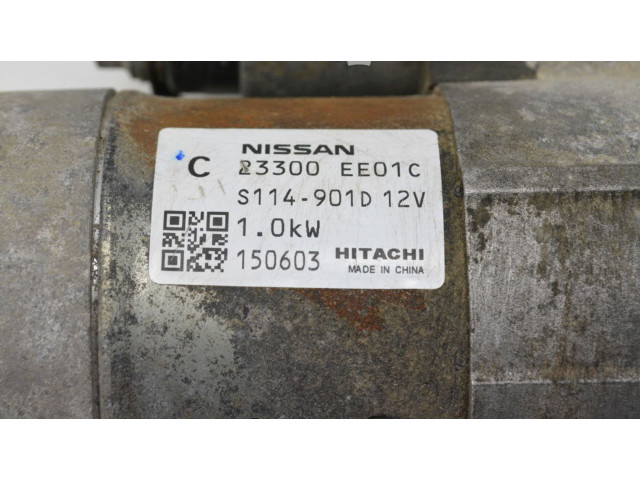 NISSAN
C 23300 EE01C
S114-901D 12V
1.0kW
150603 HITACHI
MADE IN CHINA